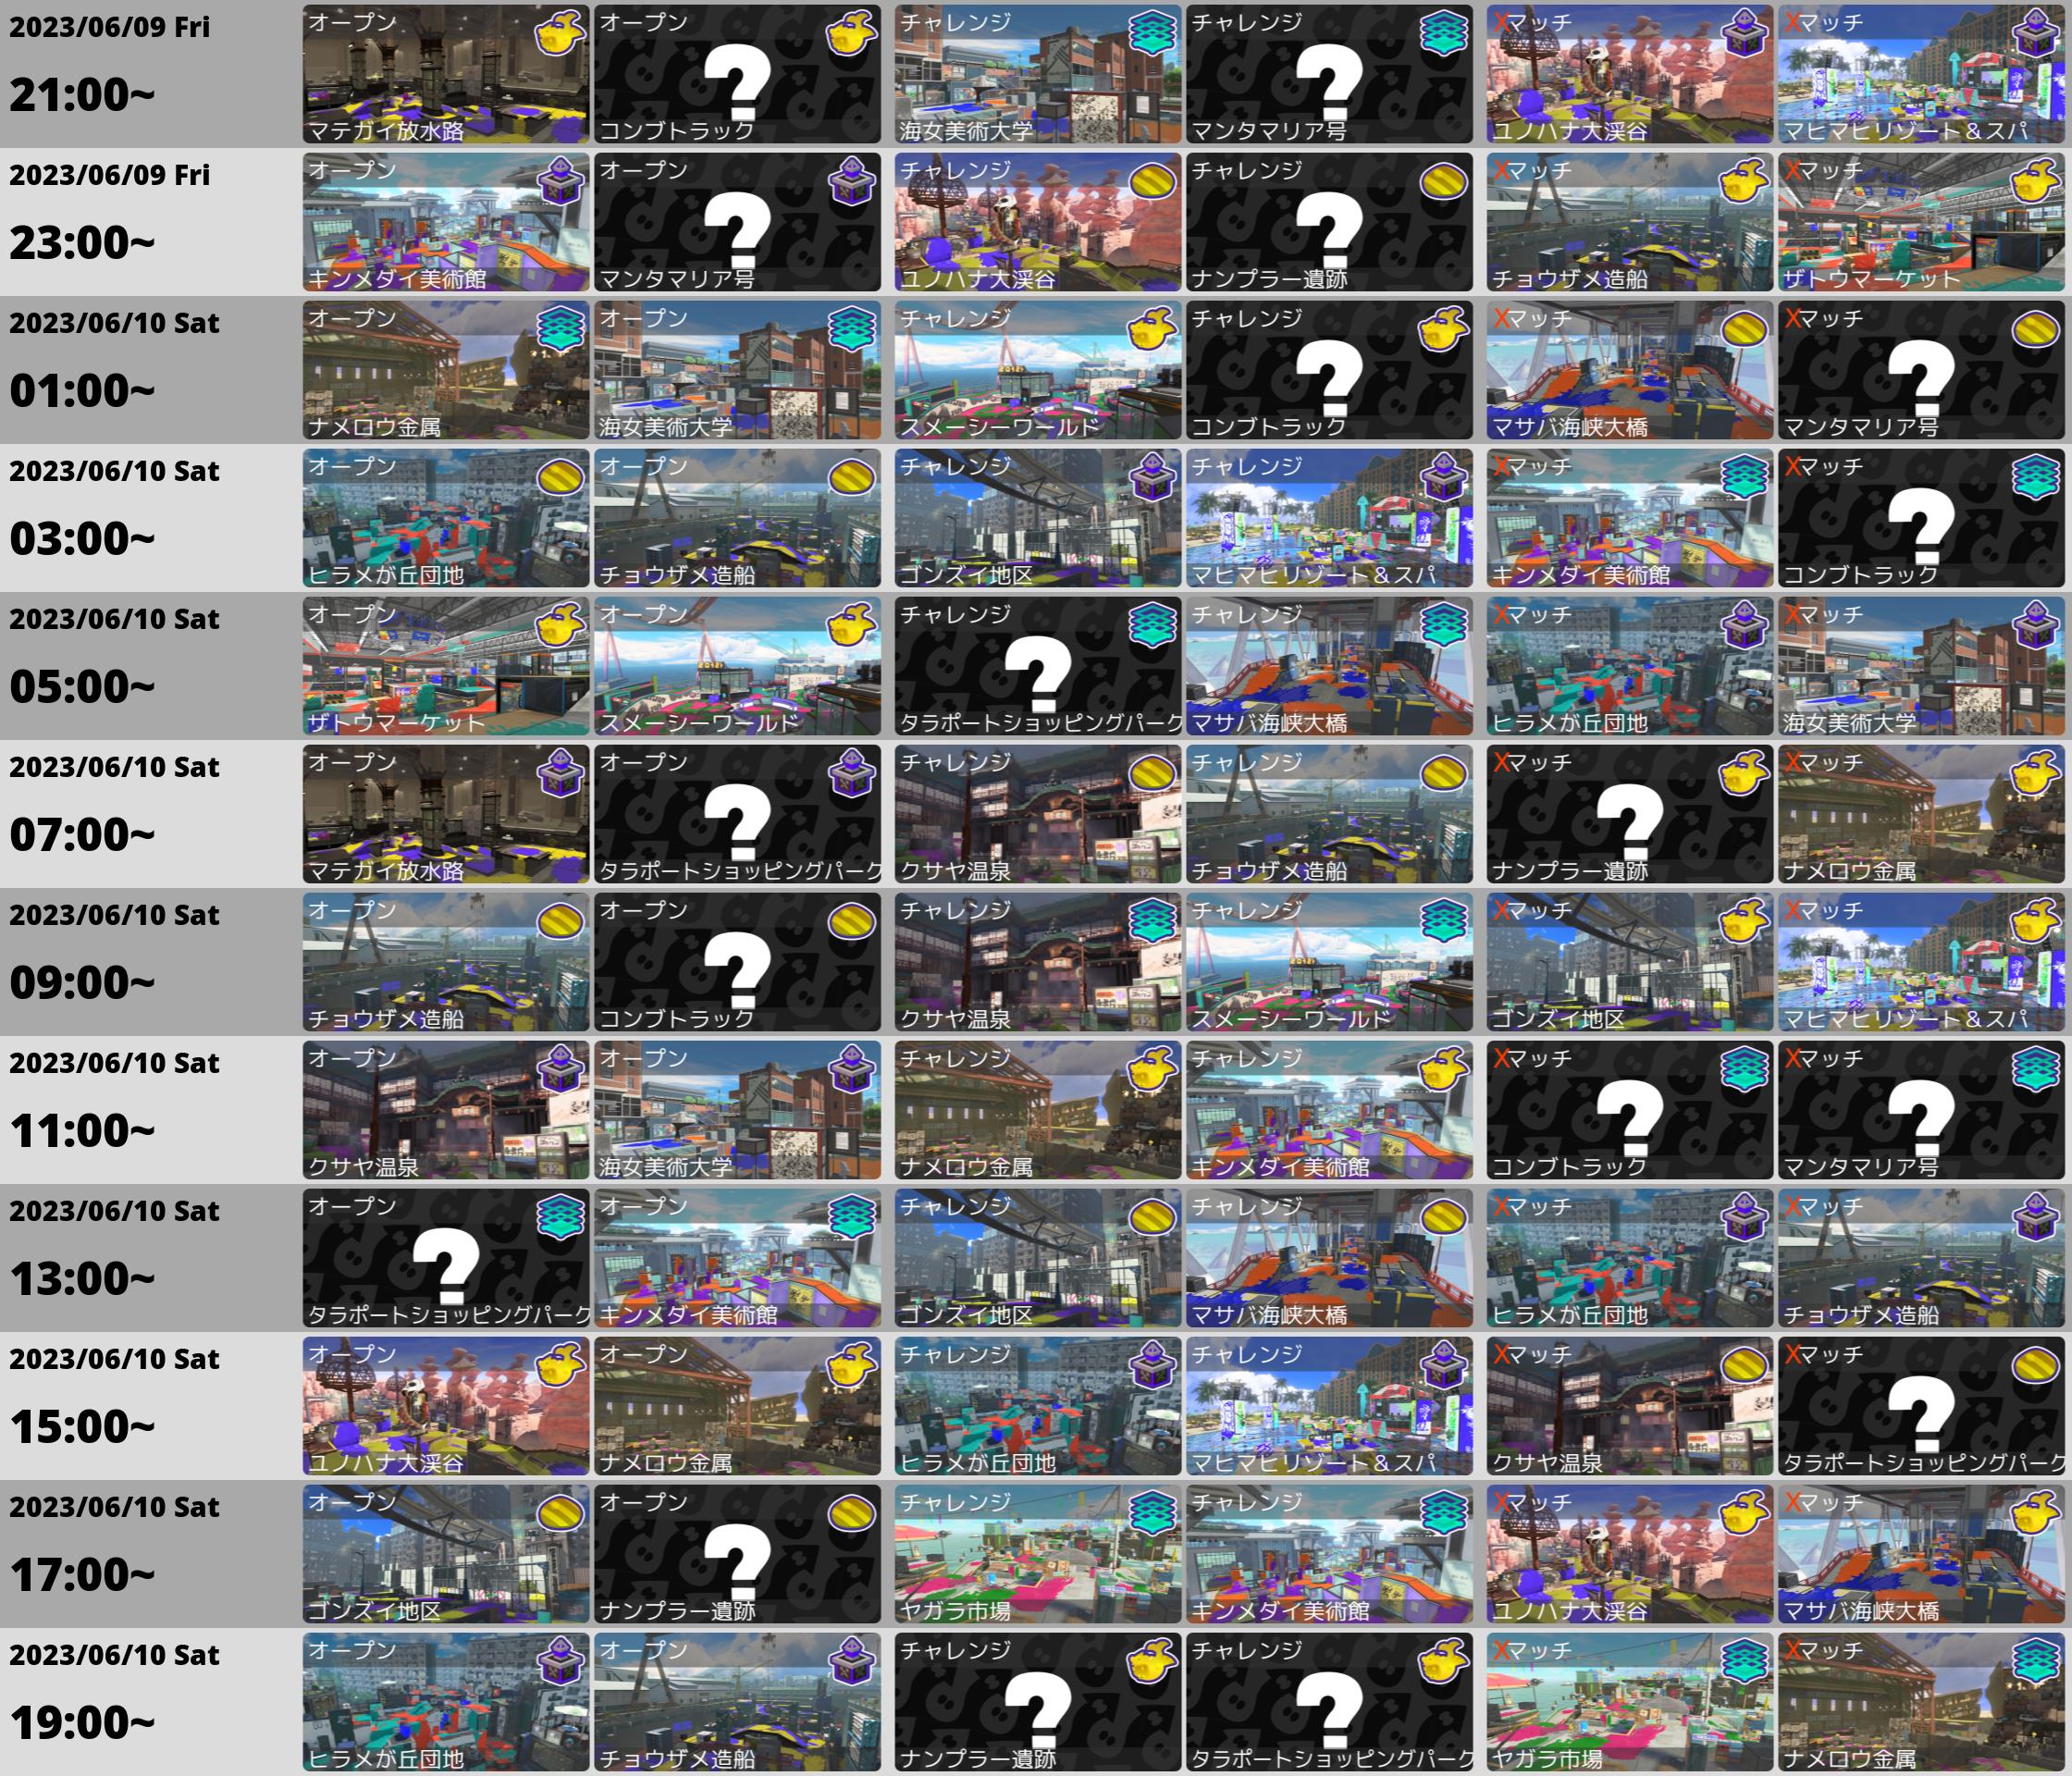 2023/06/09 Fri
21:00~
オープン
マテガイ放水路
オープン
コンブトラック
チャレンジ
海女美術大学
チャレンジ
マンタマリア号
Xマッチ
ユノハナ大渓谷
Xマッチ
マヒマヒリゾート&スパ
2023/06/09 Fri
23:00~
オープン
キンメダイ美術館
オープン
マンタマリア号
チャレンジ
ユノハナ大渓谷
チャレンジ
ナンプラー遺跡
Xマッチ
チョウザメ造船
Xマッチ
ザトウマーケット
2023/06/10 Sat
01:00~
オープン
ナメロウ金属
オープン
海女美術大学
チャレンジ
スメーシーワールド
チャレンジ
コンブトラック
Xマッチ
マサバ海峡大橋
Xマッチ
マンタマリア号
2023/06/10 Sat
03:00~
オープン
ヒラメが丘団地
オープン
チョウザメ造船
チャレンジ
ゴンズイ地区
チャレンジ
マヒマヒリゾート&スパ
Xマッチ
キンメダイ美術館
Xマッチ
コンブトラック
2023/06/10 Sat
05:00~
オープン
ザトウマーケット
オープン
スメーシーワールド
チャレンジ
タラポートショッピングパーク
チャレンジ
マサバ海峡大橋
Xマッチ
ヒラメが丘団地
Xマッチ
海女美術大学
2023/06/10 Sat
07:00~
オープン
マテガイ放水路
オープン
タラポートショッピングパーク
チャレンジ
クサヤ温泉
チャレンジ
チョウザメ造船
Xマッチ
ナンプラー遺跡
Xマッチ
ナメロウ金属
2023/06/10 Sat
09:00~
オープン
チョウザメ造船
オープン
コンブトラック
チャレンジ
クサヤ温泉
チャレンジ
スメーシーワールド
Xマッチ
ゴンズイ地区
Xマッチ
マヒマヒリゾート&スパ
2023/06/10 Sat
11:00~
オープン
クサヤ温泉
オープン
海女美術大学
チャレンジ
ナメロウ金属
チャレンジ
キンメダイ美術館
Xマッチ
コンブトラック
Xマッチ
マンタマリア号
2023/06/10 Sat
13:00~
オープン
タラポートショッピングパーク
オープン
キンメダイ美術館
チャレンジ
ゴンズイ地区
チャレンジ
マサバ海峡大橋
Xマッチ
ヒラメが丘団地
Xマッチ
チョウザメ造船
2023/06/10 Sat
15:00~
オープン
ユノハナ大渓谷
オープン
ナメロウ金属
チャレンジ
ヒラメが丘団地
チャレンジ
マヒマヒリゾート&スパ
Xマッチ
クサヤ温泉
Xマッチ
タラポートショッピングパーク
2023/06/10 Sat
17:00~
オープン
ゴンズイ地区
オープン
ナンプラー遺跡
チャレンジ
ヤガラ市場
チャレンジ
キンメダイ美術館
Xマッチ
ユノハナ大渓谷
Xマッチ
マサバ海峡大橋
2023/06/10 Sat
19:00~
オープン
ヒラメが丘団地
オープン
チョウザメ造船
チャレンジ
ナンプラー遺跡
チャレンジ
タラポートショッピングパーク
Xマッチ
ヤガラ市場
Xマッチ
ナメロウ金属